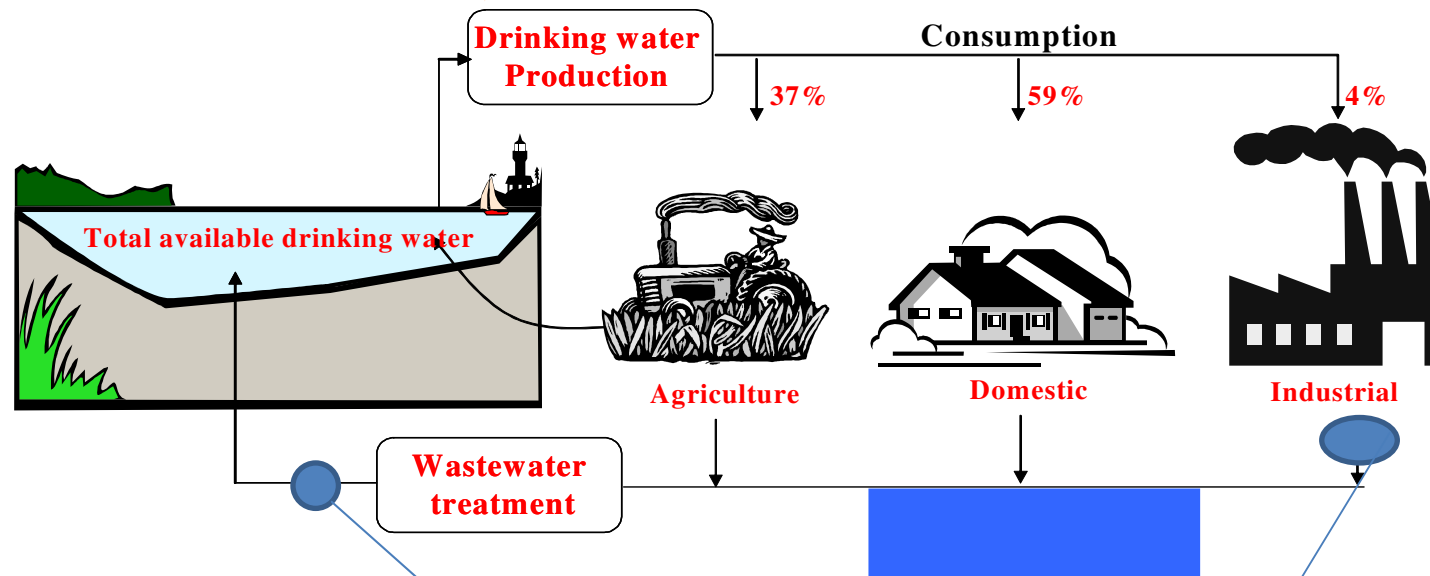 Drinking water
Production
Consumption
37%
59%
4%
Total available drinking water
Agriculture
Domestic
Industrial
Wastewater
treatment